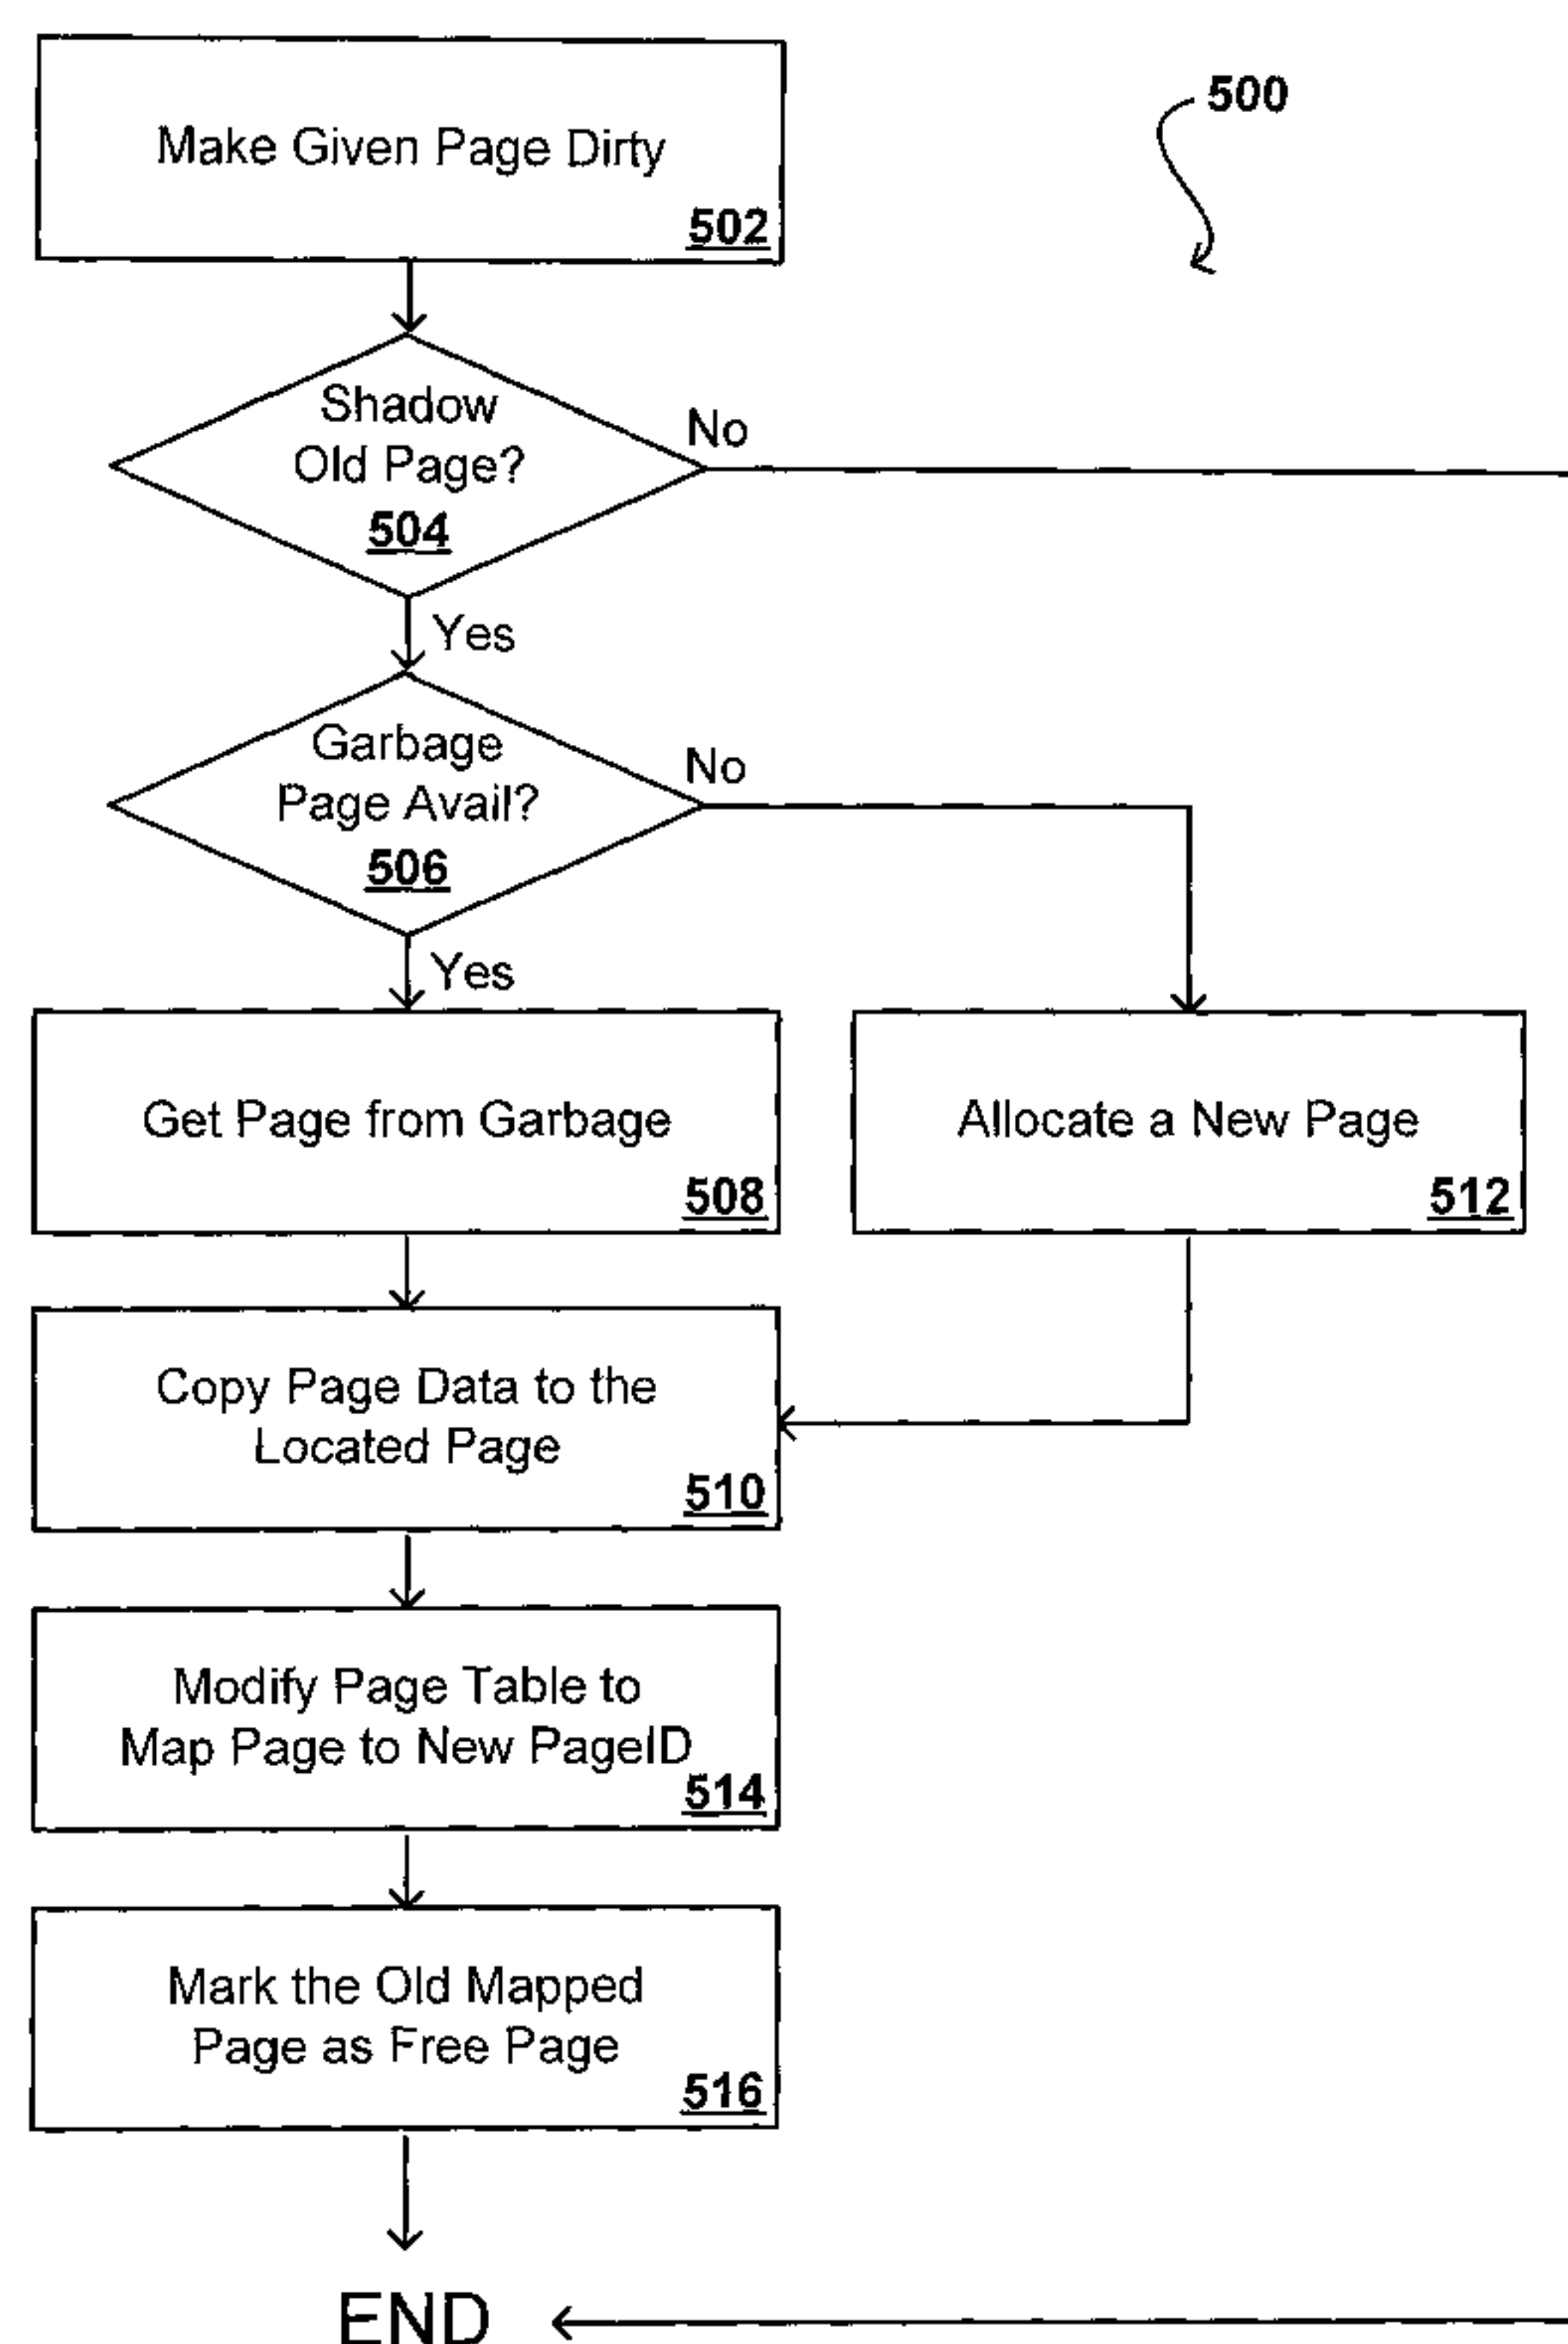 500
Make Given Page Dirty
502
Shadow
Old Page?
504
No
Yes
Garbage
Page Avail?
506
No
Yes
Get Page from Garbage
508
Allocate a New Page
512
Copy Page Data to the
Located Page
510
Modify Page Table to
Map Page to New PageID
514
Mark the Old Mapped
Page as Free Page
516
END